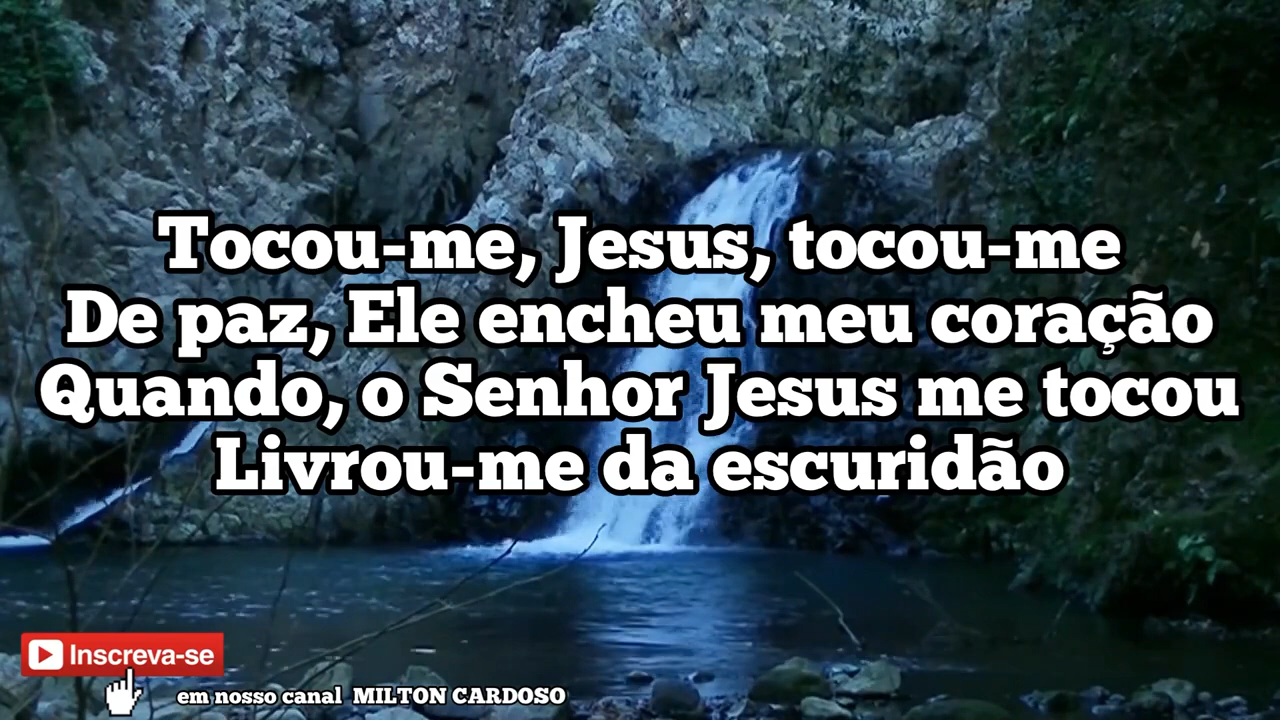 Tocou-me, Jesus, tocou-me
De paz, Ele encheu meu coração
Quando, o Senhor Jesus me tocou
Livrou-me da escuridão
Inscreva-se
em nosso canal MILTON CARDOSO